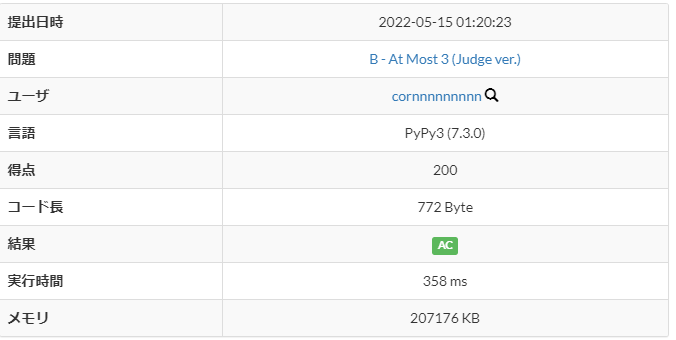 提出日時 2022-05-15 01:20:23
問題 B - At Most 3 (Judge ver.)
ユーザ cornnnnnnnnn
言語 PyPy3 (7.3.0)
得点 200
コード長 772 Byte
結果 AC
実行時間 358 ms
メモリ 207176 KB